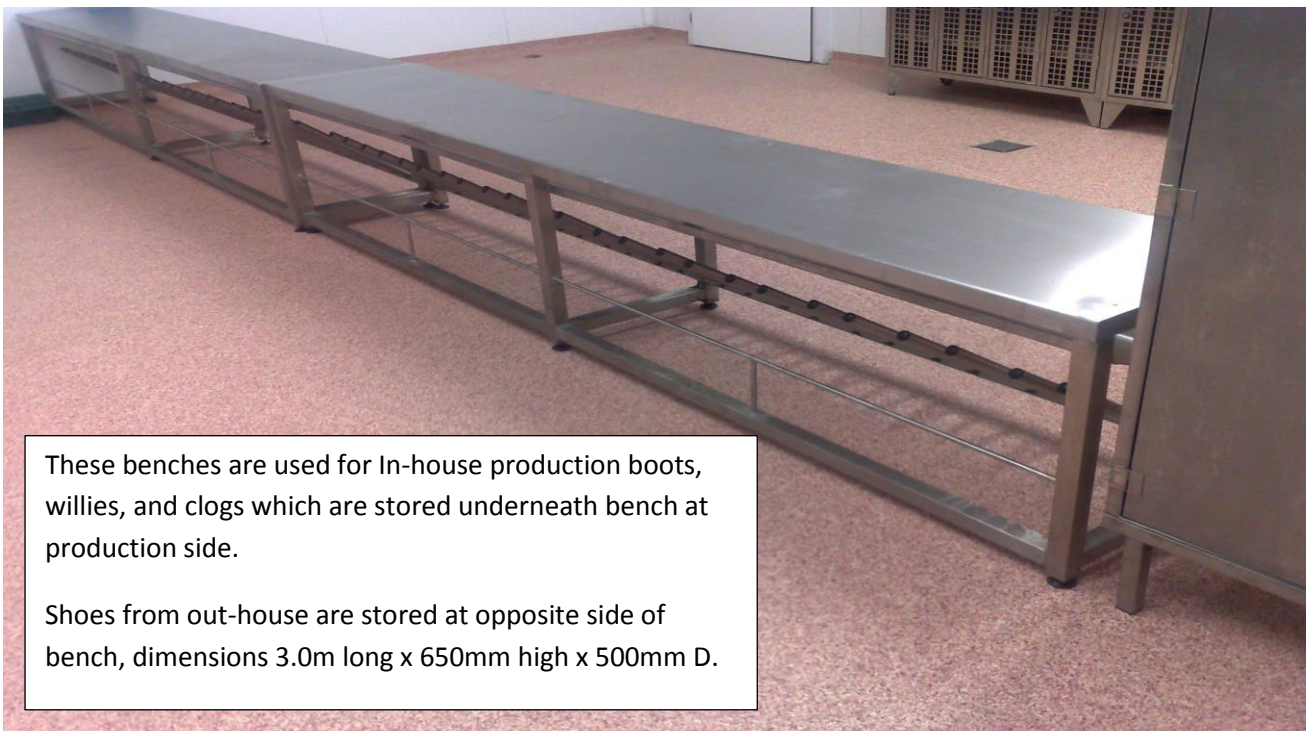 These benches are used for In-house production boots,
willies, and clogs which are stored underneath bench at
production side.
Shoes from out-house are stored at opposite side of
bench, dimensions 3.0m long x 650mm high x 500mm D.